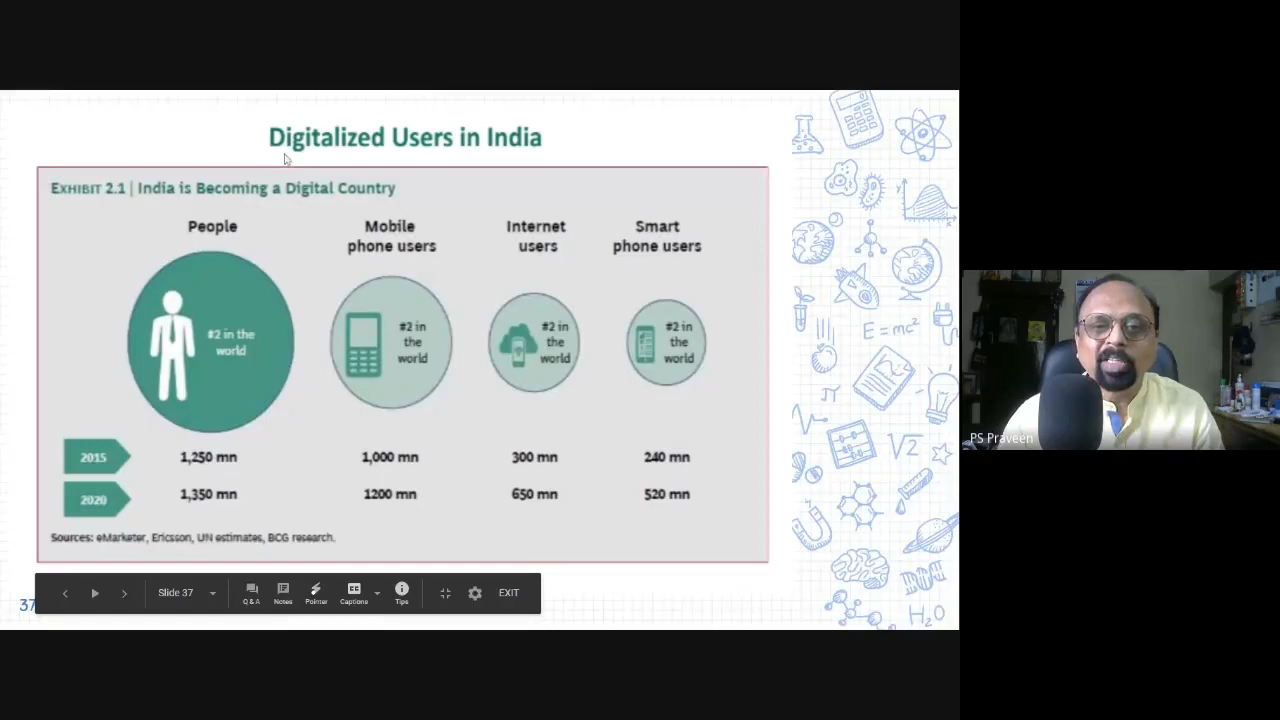 Digitalized Users in India
EXHIBIT 2.1 | India is Becoming a Digital Country
People
Mobile
phone users
Internet
users
Smart
phone users
#2 in the
world
#2 in
the
world
#2 in
the
world
#2 in
the
world
2015 1,250 mn 1,000 mn 300 mn 240 mn
2020 1,350 mn 1200 mn 650 mn 520 mn
Sources: eMarketer, Ericsson, UN estimates, BCG research.
37
Slide 37
Q & A
Notes
Pointer
CC
Captions
Tips
EXIT
y
x
E=mc²
π
√2
H₂O
PS Praveen